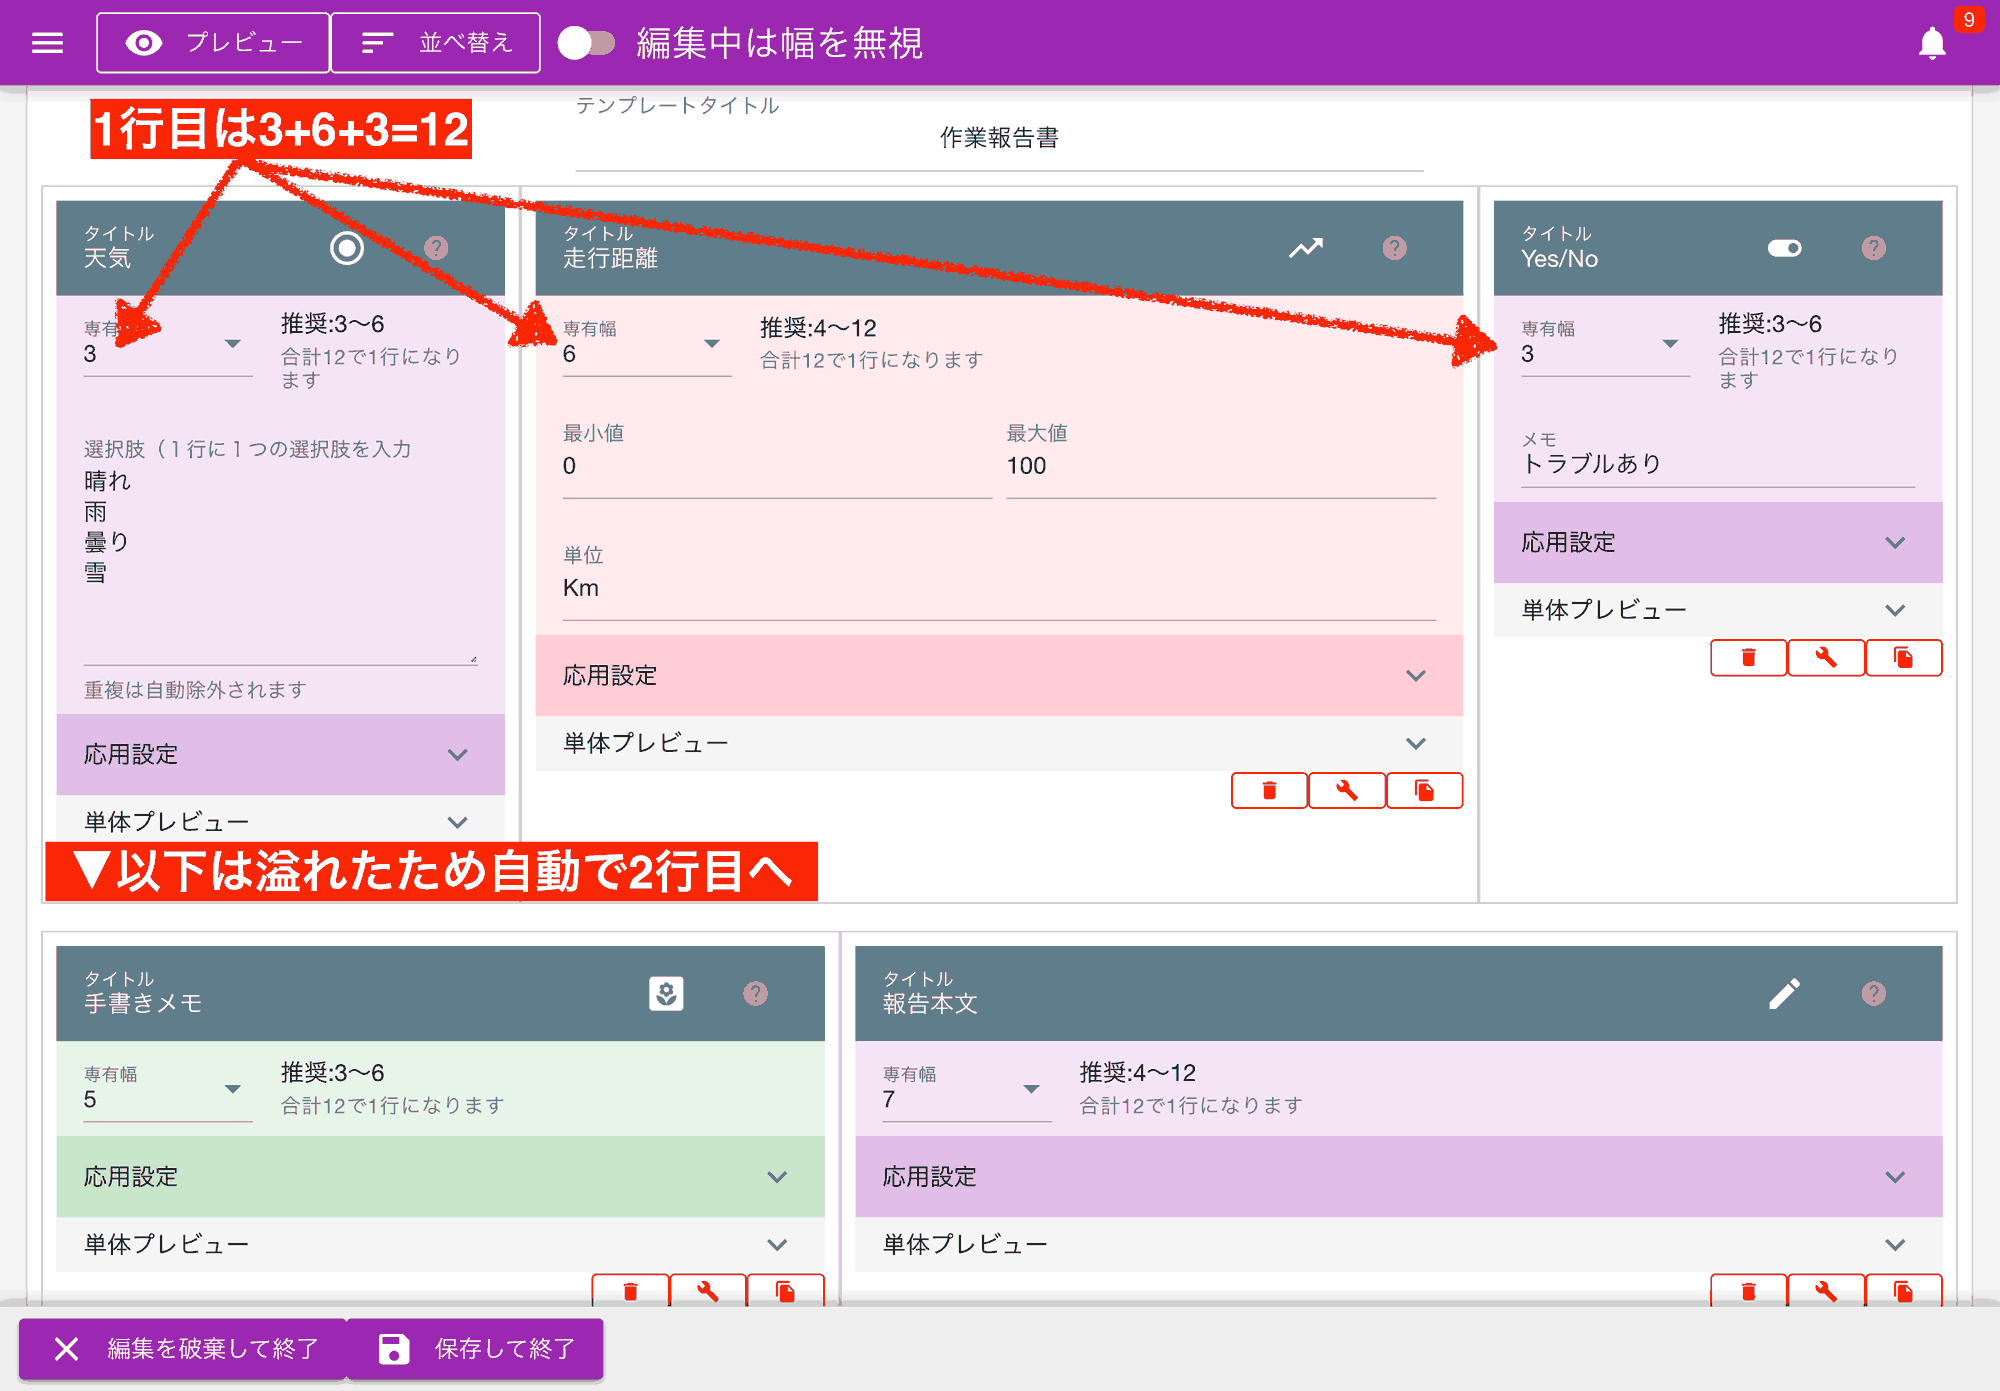 プレビュー
並べ替え
編集中は幅を無視
9
1行目は3+6+3=12
テンプレートタイトル
作業報告書
タイトル
天気
専有
3
推奨:3〜6
合計12で1行になり
ます
選択肢（１行に１つの選択肢を入力
晴れ
雨
曇り
雪
重複は自動除外されます
応用設定
単体プレビュー
タイトル
走行距離
専有幅
6
推奨:4〜12
合計12で1行になります
最小値
0
最大値
100
単位
Km
応用設定
単体プレビュー
タイトル
Yes/No
専有幅
3
推奨:3〜6
合計12で1行になり
ます
メモ
トラブルあり
応用設定
単体プレビュー
▼以下は溢れたため自動で2行目へ
タイトル
手書きメモ
専有幅
5
推奨:3〜6
合計12で1行になります
応用設定
単体プレビュー
タイトル
報告本文
専有幅
7
推奨:4〜12
合計12で1行になります
応用設定
単体プレビュー
編集を破棄して終了
保存して終了